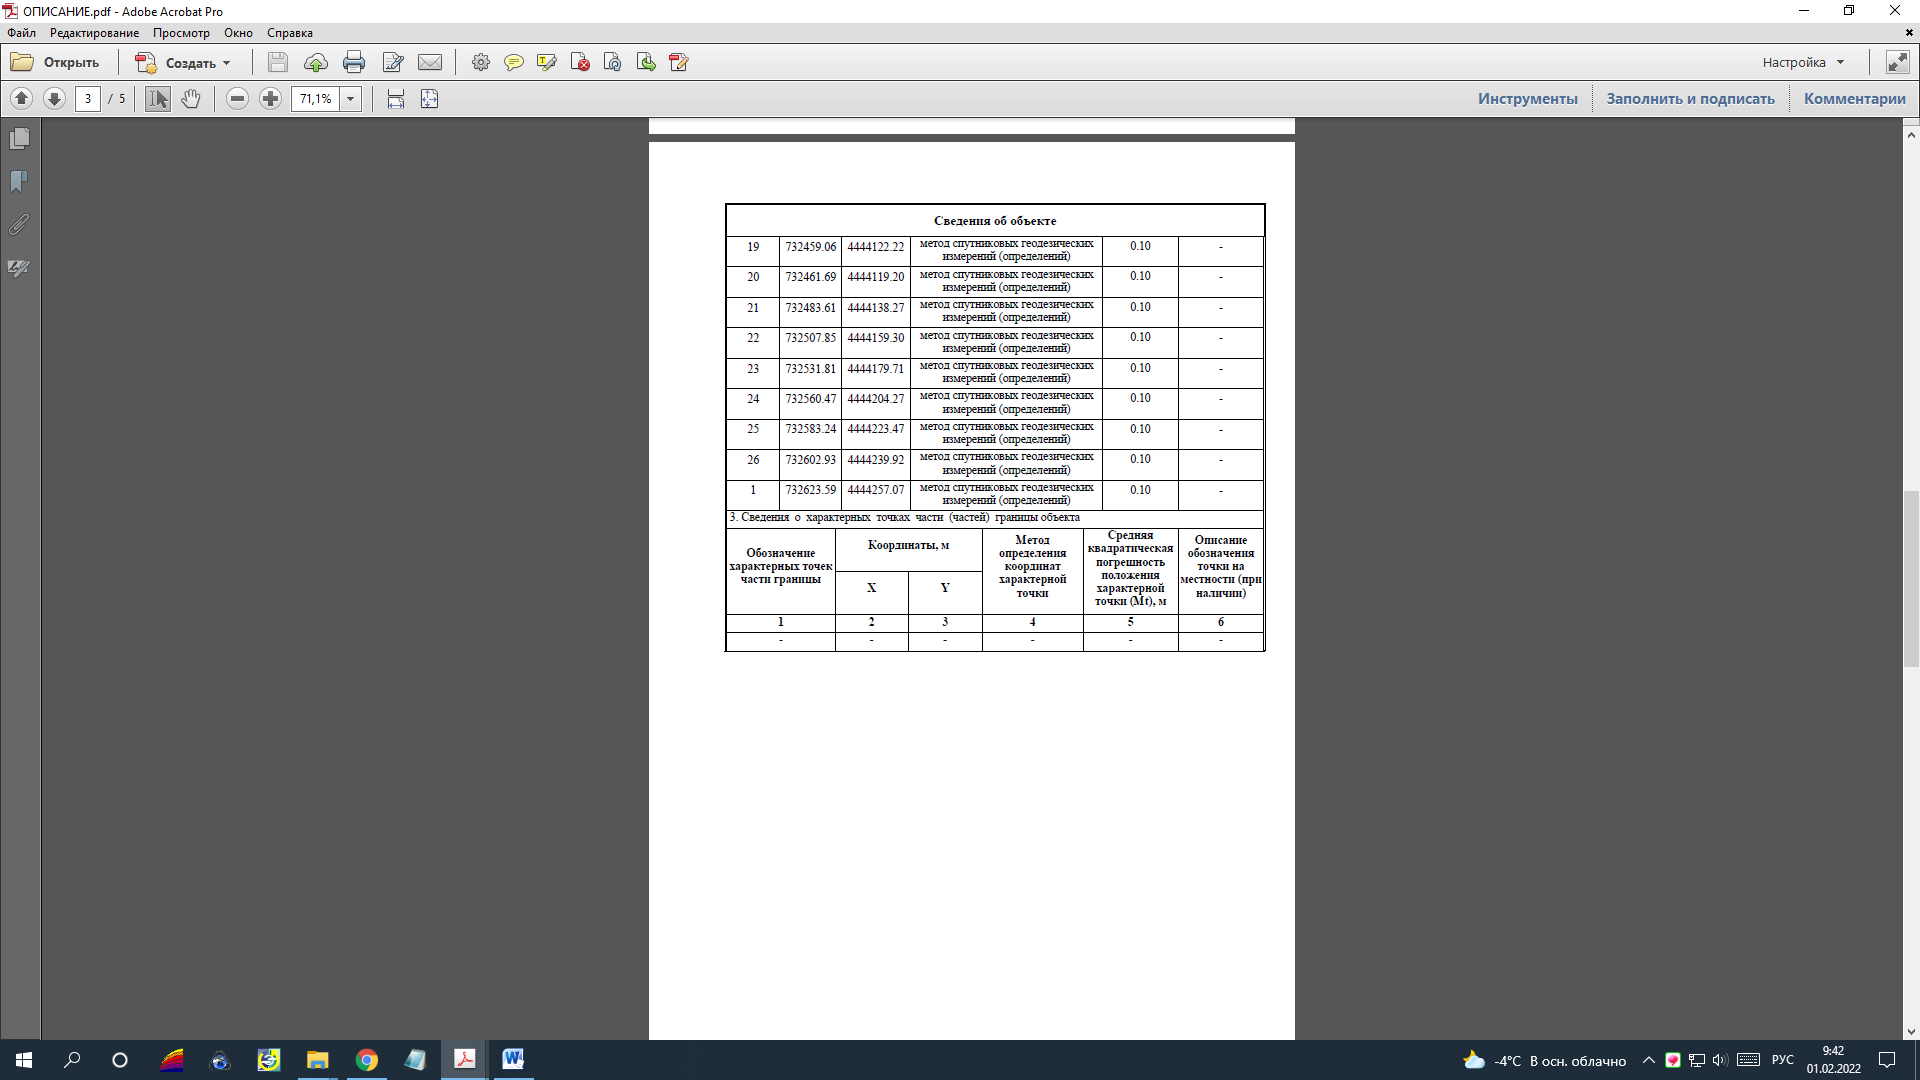 ОПИСАНИЕ.pdf - Adobe Acrobat Pro
Файл Редактирование Просмотр Окно Справка
Открыть Создать Настройка
3 / 5 71,1% Инструменты Заполнить и подписать Комментарии
Сведения об объекте
19 732459.06 4444122.22 метод спутниковых геодезических измерений (определений) 0.10 -
20 732461.69 4444119.20 метод спутниковых геодезических измерений (определений) 0.10 -
21 732483.61 4444138.27 метод спутниковых геодезических измерений (определений) 0.10 -
22 732507.85 4444159.30 метод спутниковых геодезических измерений (определений) 0.10 -
23 732531.81 4444179.71 метод спутниковых геодезических измерений (определений) 0.10 -
24 732560.47 4444204.27 метод спутниковых геодезических измерений (определений) 0.10 -
25 732583.24 4444223.47 метод спутниковых геодезических измерений (определений) 0.10 -
26 732602.93 4444239.92 метод спутниковых геодезических измерений (определений) 0.10 -
1 732623.59 4444257.07 метод спутниковых геодезических измерений (определений) 0.10 -
3. Сведения о характерных точках части (частей) границы объекта
Обозначение
характерных точек
части границы
Координаты, м
X Y
Метод
определения
координат
характерной
точки
Средняя
квадратическая
погрешность
положения
характерной
точки (Mt), м
Описание
обозначения
точки на
местности (при
наличии)
1 2 3 4 5 6
- - - - - -
-4°C В осн. облачно РУС 9:42
01.02.2022